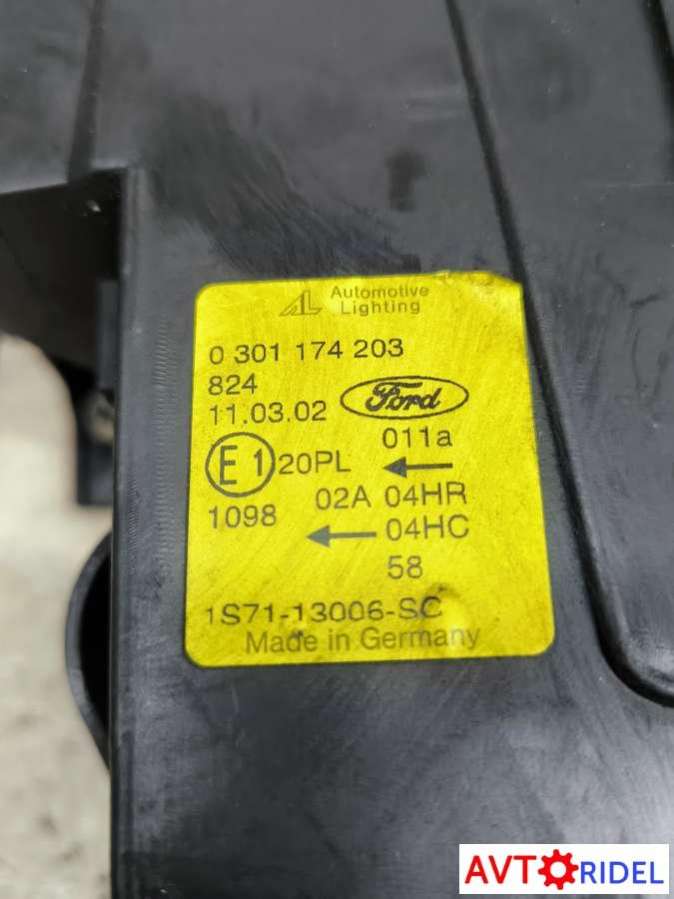 AL Automotive
Lighting
0 301 174 203
824
11.03.02 Ford
011a
E1 20PL
02A 04HR
1098
04HC
58
1S71-13006-SC
Made in Germany
AVTORIDEL